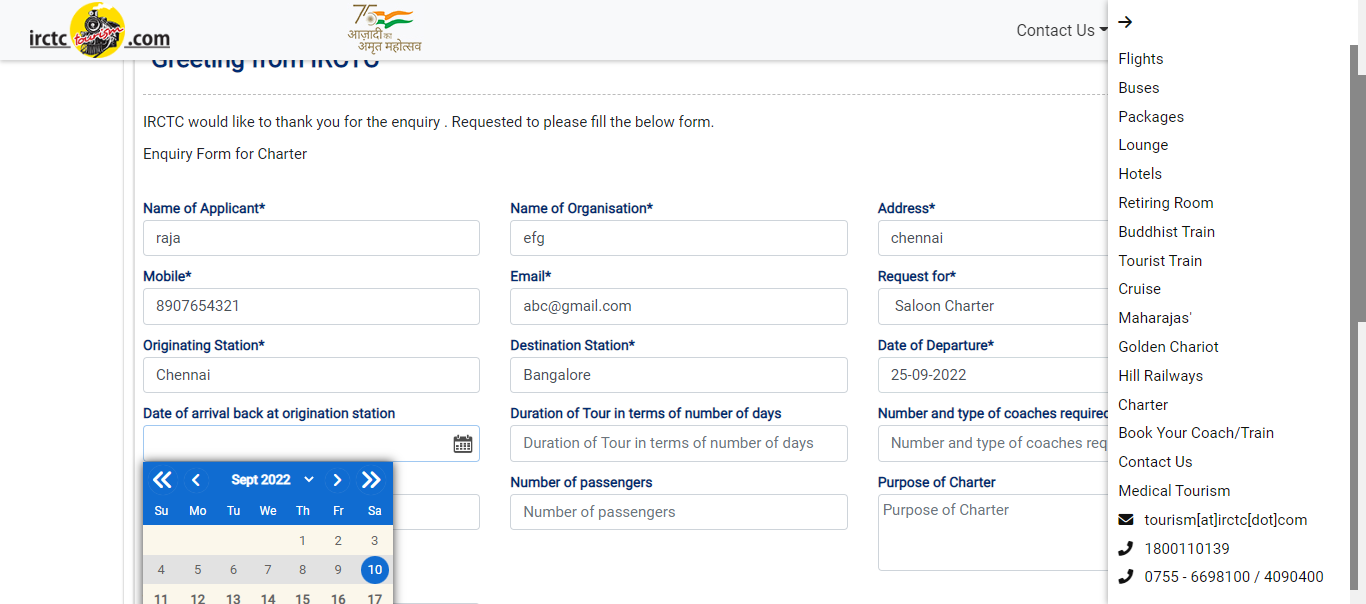 irctc tourism .com
75
आज़ादी का
अमृत महोत्सव
Contact Us
Greeting from IRCTC
IRCTC would like to thank you for the enquiry . Requested to please fill the below form.
Enquiry Form for Charter
Name of Applicant* Name of Organisation* Address*
raja efg chennai
Mobile* Email* Request for*
8907654321 abc@gmail.com Saloon Charter
Originating Station* Destination Station* Date of Departure*
Chennai Bangalore 25-09-2022
Date of arrival back at origination station Duration of Tour in terms of number of days Number and type of coaches required
Duration of Tour in terms of number of days Number and type of coaches req
Sept 2022
Number of passengers Purpose of Charter
Su Mo Tu We Th Fr Sa
Number of passengers Purpose of Charter
1 2 3
4 5 6 7 8 9 10
11 12 13 14 15 16 17
Flights
Buses
Packages
Lounge
Hotels
Retiring Room
Buddhist Train
Tourist Train
Cruise
Maharajas'
Golden Chariot
Hill Railways
Charter
Book Your Coach/Train
Contact Us
Medical Tourism
tourism[at]irctc[dot]com
1800110139
0755 - 6698100 / 4090400